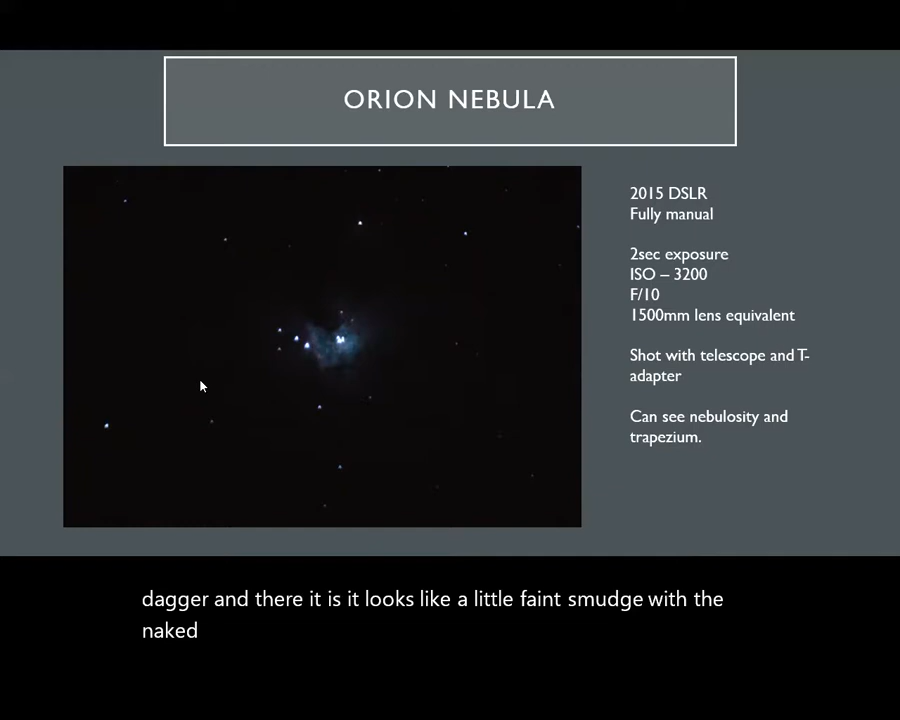 ORION NEBULA
2015 DSLR
Fully manual
2sec exposure
ISO – 3200
F/10
1500mm lens equivalent
Shot with telescope and T-
adapter
Can see nebulosity and
trapezium.
dagger and there it is it looks like a little faint smudge with the
naked